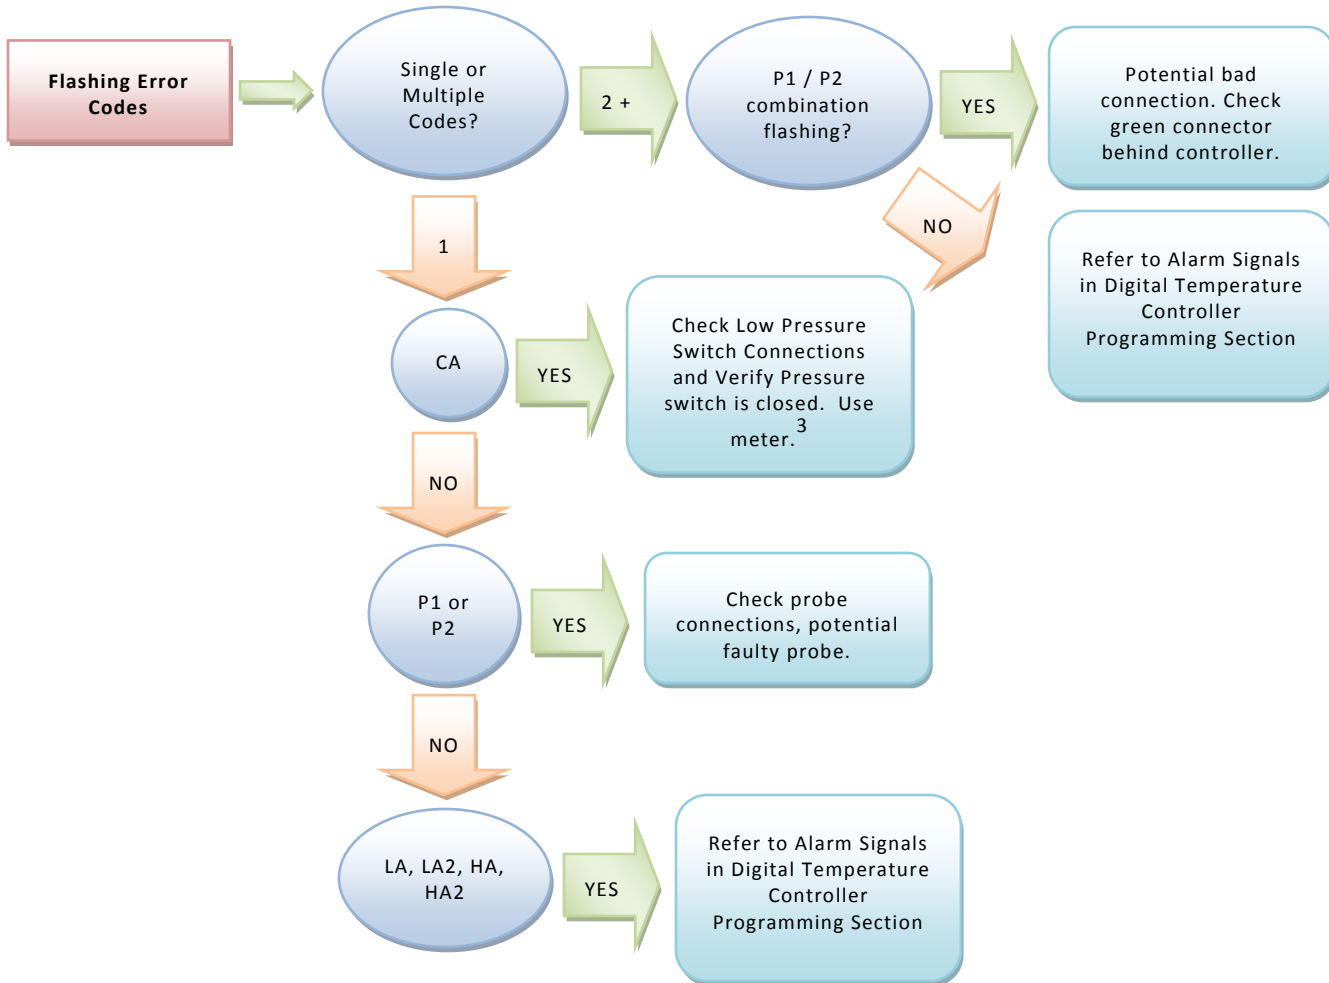 Flashing Error
Codes
Single or
Multiple
Codes?
2 +
P1 / P2
combination
flashing?
YES
Potential bad
connection. Check
green connector
behind controller.
NO
Refer to Alarm Signals
in Digital Temperature
Controller
Programming Section
1
CA
YES
Check Low Pressure
Switch Connections
and Verify Pressure
switch is closed.  Use
meter.3
NO
P1 or
P2
YES
Check probe
connections, potential
faulty probe.
NO
LA, LA2, HA,
HA2
YES
Refer to Alarm Signals
in Digital Temperature
Controller
Programming Section